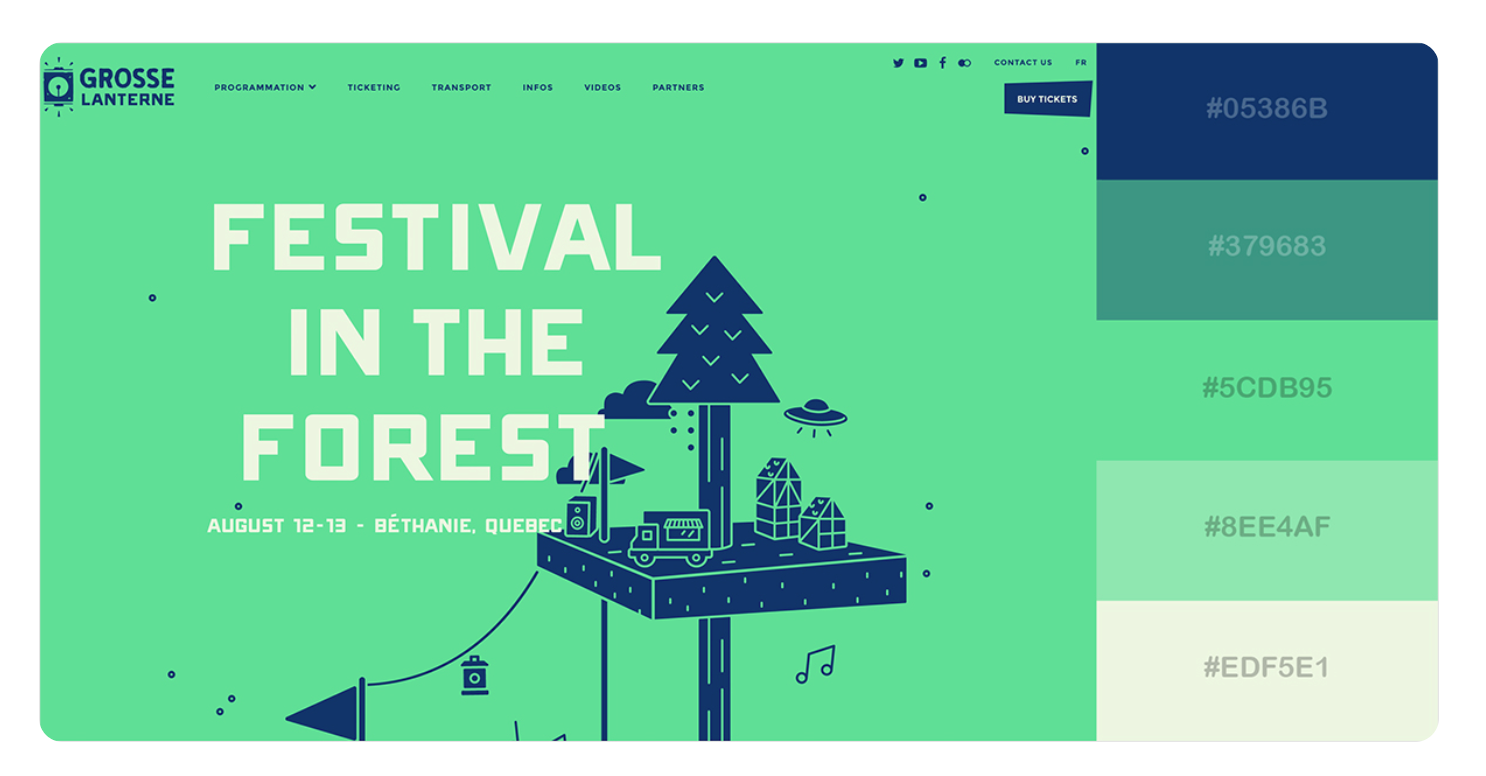 GROSSE
LANTERNE
PROGRAMMATION TICKETING TRANSPORT INFOS VIDEOS PARTNERS
CONTACT US FR
BUY TICKETS
FESTIVAL
IN THE
FOREST
AUGUST 12-13 - BÉTHANIE, QUEBEC
#05386B
#379683
#5CDB95
#8EE4AF
#EDF5E1